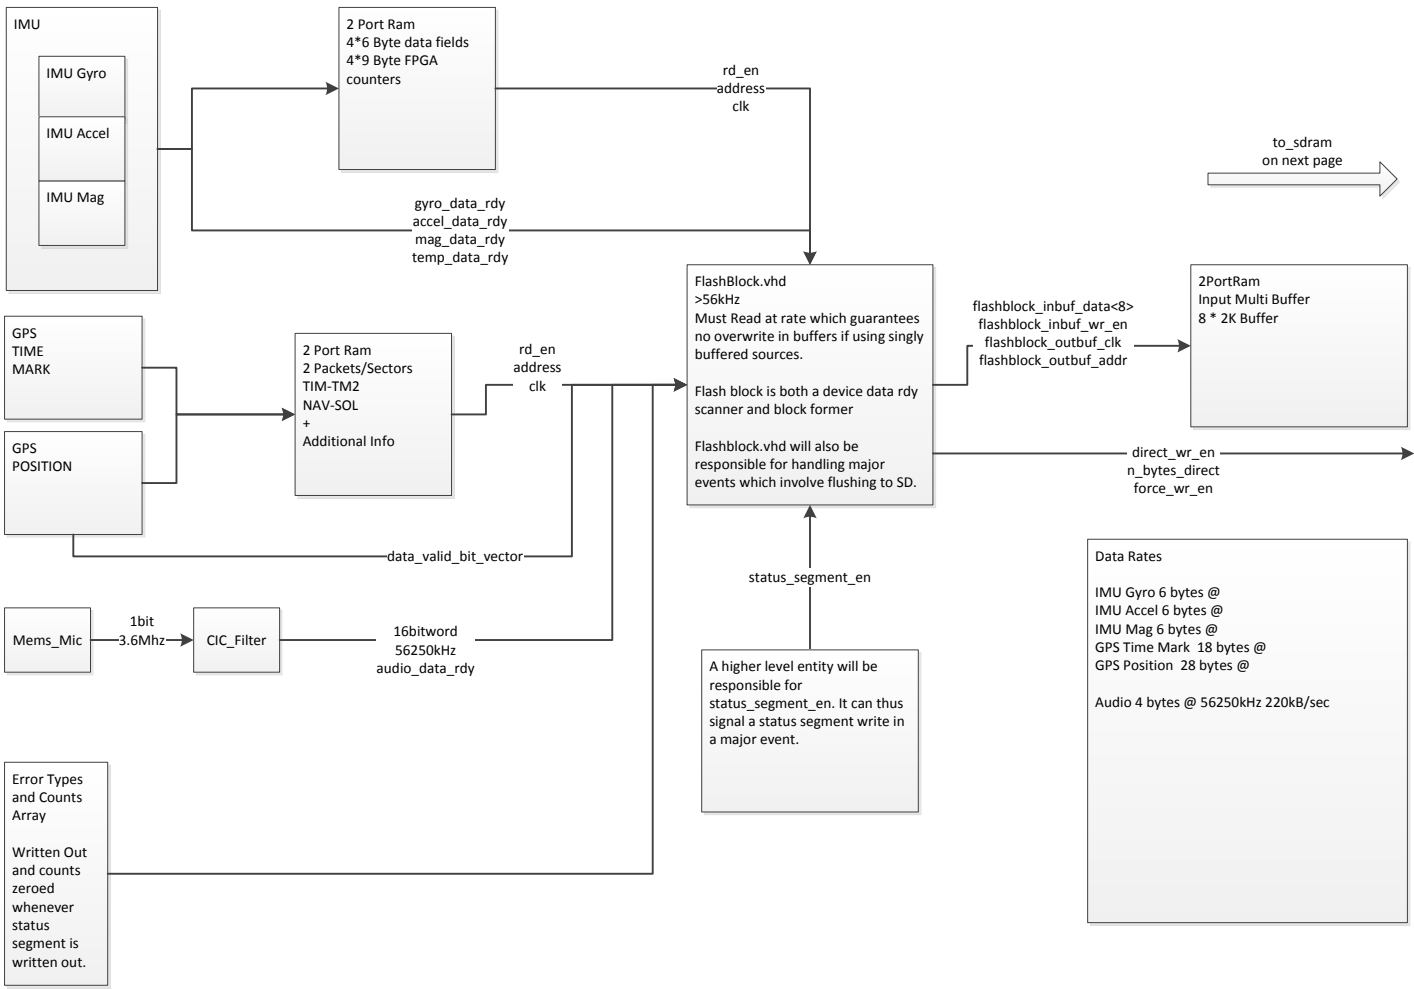 IMU
IMU Gyro
IMU Accel
IMU Mag
2 Port Ram
4*6 Byte data fields
4*9 Byte FPGA
counters
rd_en
address
clk
to_sdram
on next page
gyro_data_rdy
accel_data_rdy
mag_data_rdy
temp_data_rdy
GPS
TIME
MARK
GPS
POSITION
2 Port Ram
2 Packets/Sectors
TIM-TM2
NAV-SOL
+
Additional Info
rd_en
address
clk
data_valid_bit_vector
FlashBlock.vhd
>56kHz
Must Read at rate which guarantees
no overwrite in buffers if using singly
buffered sources.
Flash block is both a device data rdy
scanner and block former
Flashblock.vhd will also be
responsible for handling major
events which involve flushing to SD.
flashblock_inbuf_data<8>
flashblock_inbuf_wr_en
flashblock_outbuf_clk
flashblock_outbuf_addr
2PortRam
Input Multi Buffer
8 * 2K Buffer
direct_wr_en
n_bytes_direct
force_wr_en
status_segment_en
Mems_Mic
1bit
3.6Mhz
CIC_Filter
16bitword
56250kHz
audio_data_rdy
A higher level entity will be
responsible for
status_segment_en. It can thus
signal a status segment write in
a major event.
Data Rates
IMU Gyro 6 bytes @
IMU Accel 6 bytes @
IMU Mag 6 bytes @
GPS Time Mark  18 bytes @
GPS Position  28 bytes @
Audio 4 bytes @ 56250kHz 220kB/sec
Error Types
and Counts
Array
Written Out
and counts
zeroed
whenever
status
segment is
written out.